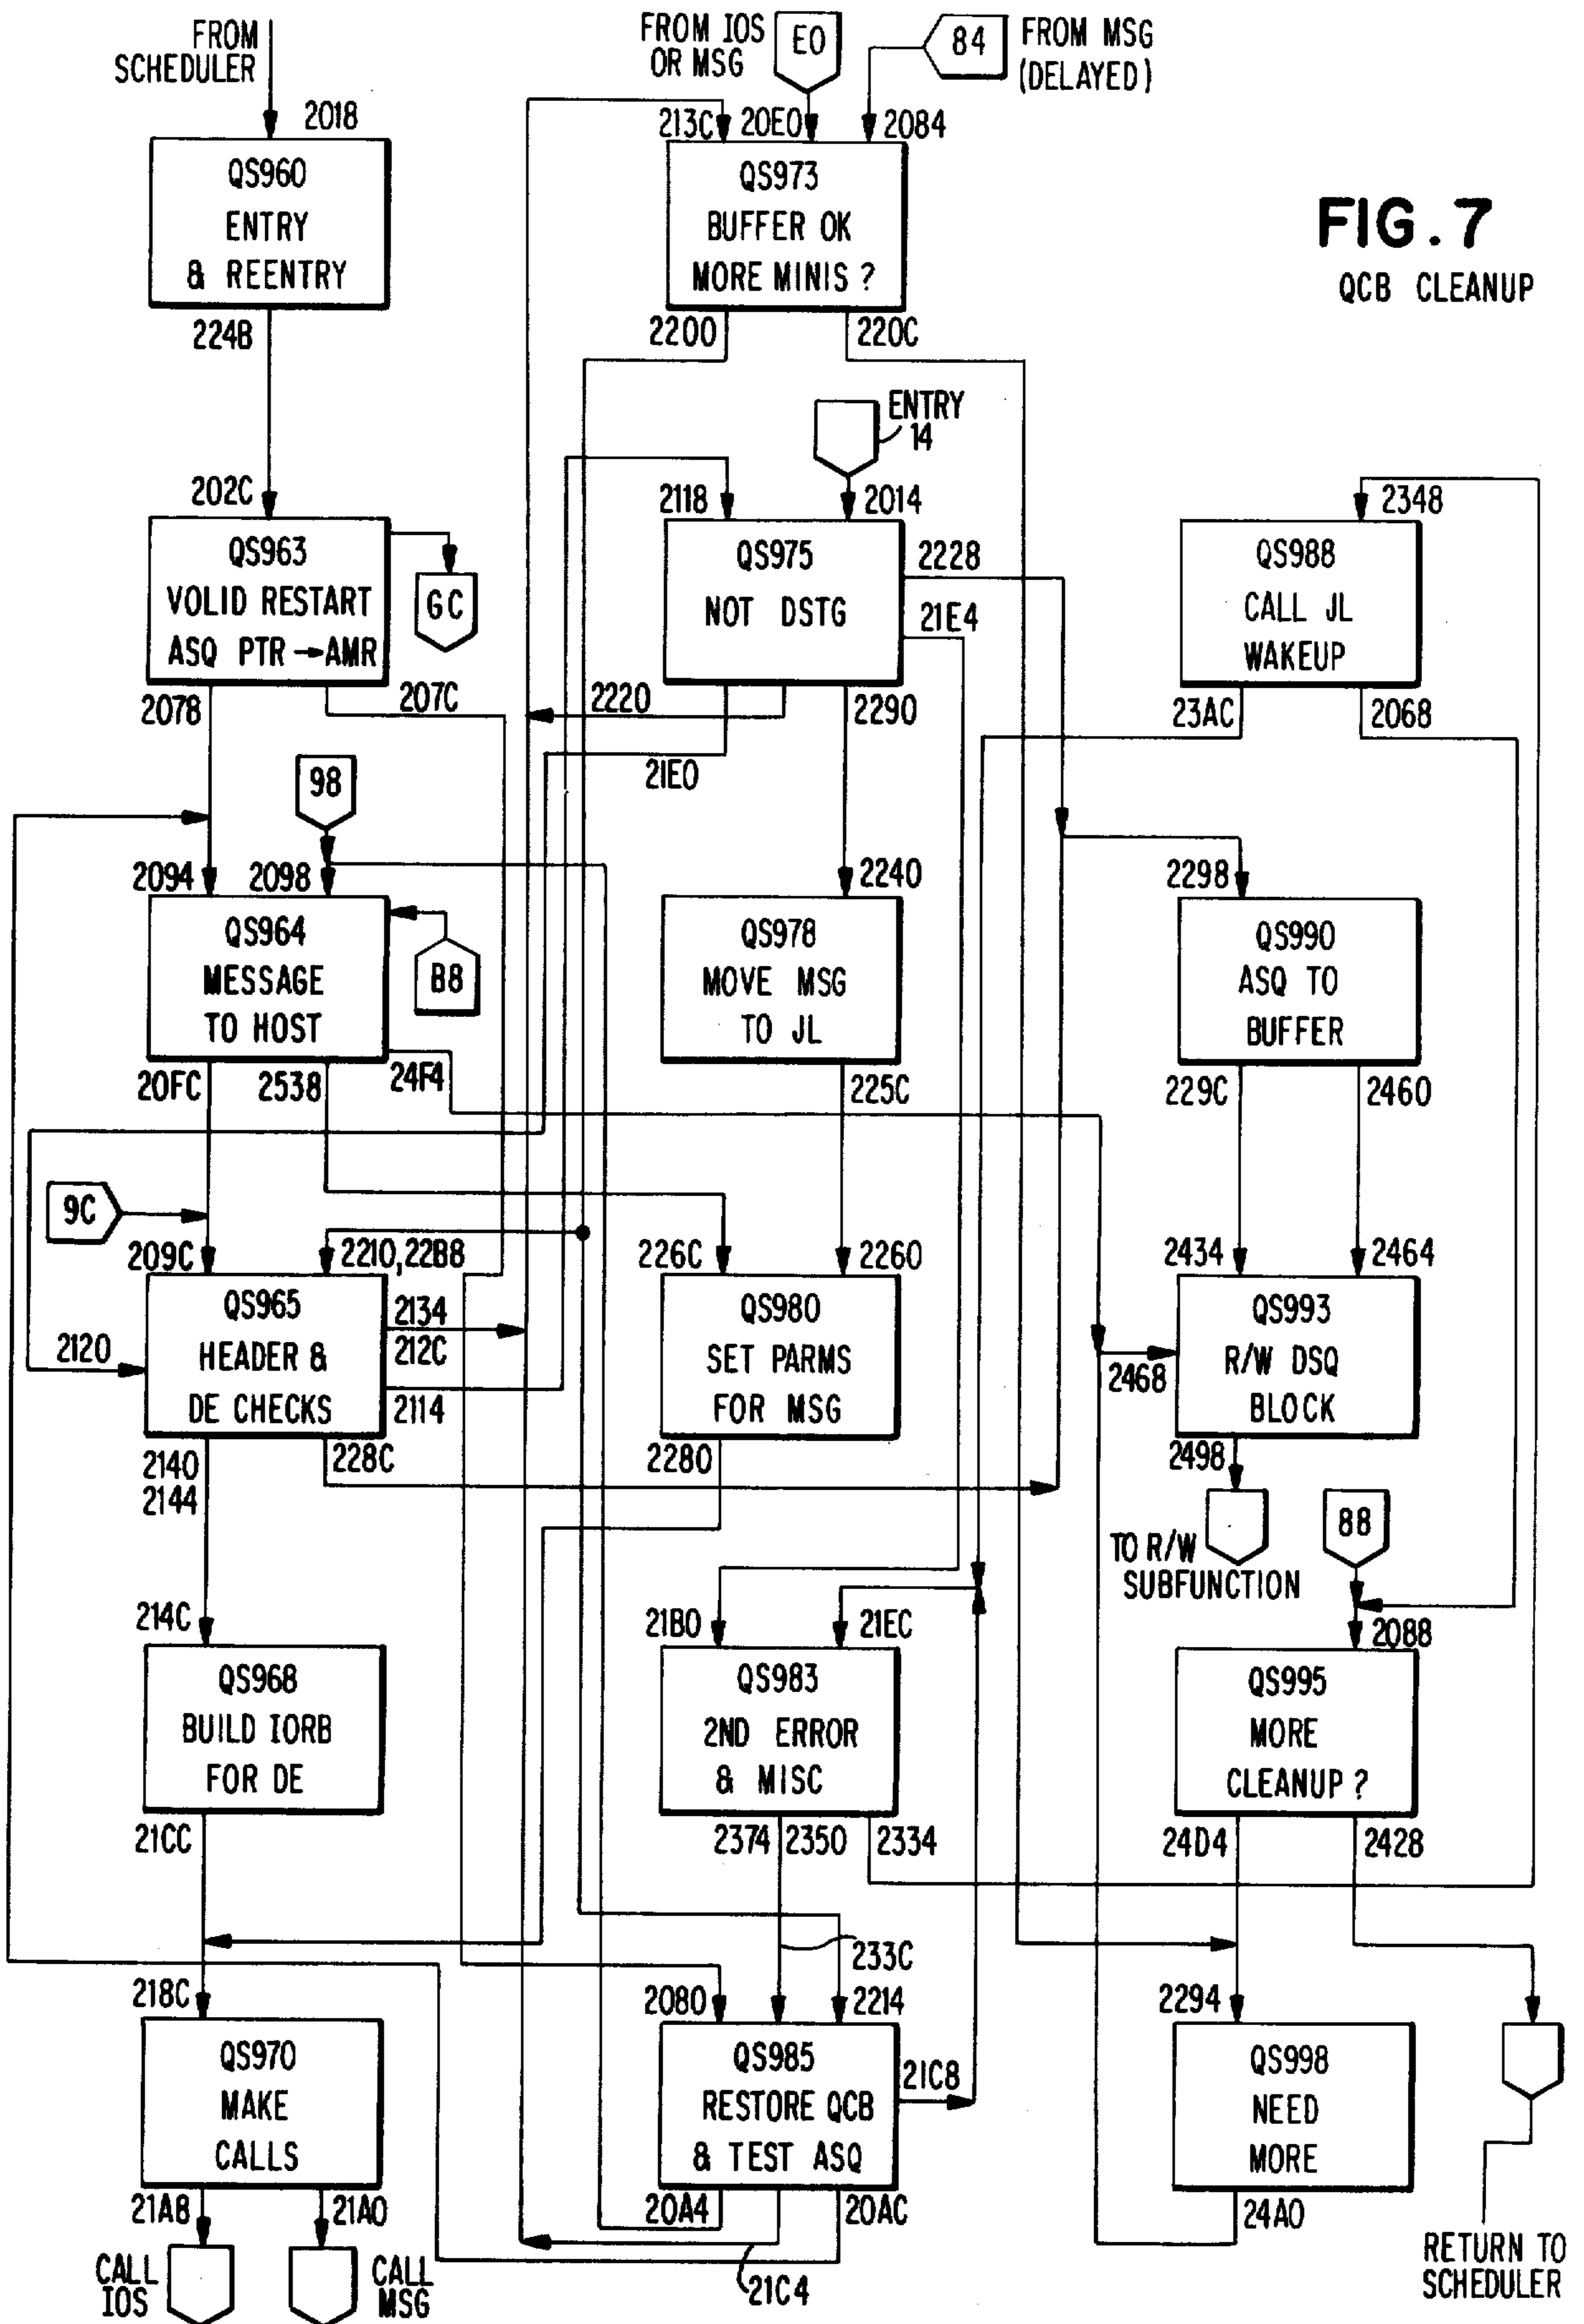 FROM
SCHEDULER
2018
QS960
ENTRY
& REENTRY
224B
202C
QS963
VOLID RESTART
ASQ PTR → AMR
GC
2078
207C
98
2094
2098
QS964
MESSAGE
TO HOST
B8
20FC
2538
24F4
9C
209C
2210, 22B8
2120
QS965
HEADER &
DE CHECKS
2134
212C
2114
2140
2144
228C
214C
QS968
BUILD IORB
FOR DE
21CC
218C
QS970
MAKE
CALLS
21A8
21A0
CALL
IOS
CALL
MSG
FROM IOS
OR MSG
E0
84
FROM MSG
(DELAYED)
213C
20E0
2084
QS973
BUFFER OK
MORE MINIS ?
2200
220C
ENTRY
14
2118
2014
QS975
NOT DSTG
2228
21E4
2220
2290
21E0
2240
QS978
MOVE MSG
TO JL
225C
226C
2260
QS980
SET PARMS
FOR MSG
2280
21B0
21EC
QS983
2ND ERROR
& MISC
2374
2350
2334
233C
2080
2214
QS985
RESTORE QCB
& TEST ASQ
21C8
20A4
20AC
21C4
FIG. 7
QCB CLEANUP
2348
QS988
CALL JL
WAKEUP
23AC
2068
2298
QS990
ASQ TO
BUFFER
229C
2460
2434
2464
2468
QS993
R/W DSQ
BLOCK
2498
TO R/W
SUBFUNCTION
88
2088
QS995
MORE
CLEANUP ?
24D4
2428
2294
QS998
NEED
MORE
24A0
RETURN TO
SCHEDULER